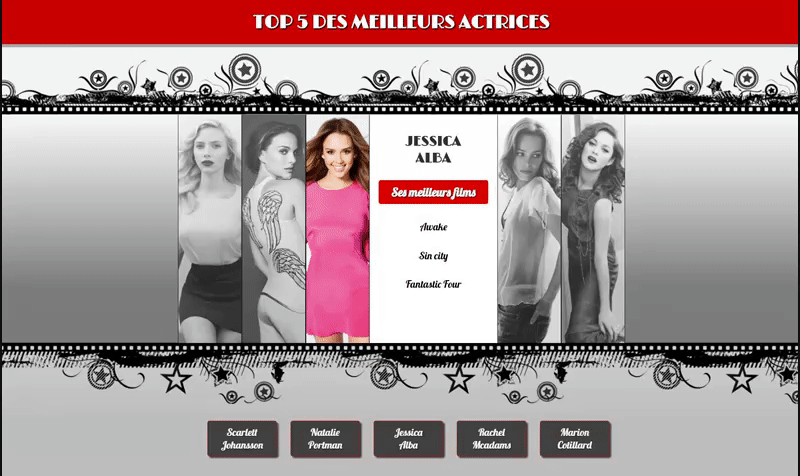 TOP 5 DES MEILLEURS ACTRICES
JESSICA
ALBA
Ses meilleurs films
Awake
Sin city
Fantastic Four
Scarlett
Johansson
Natalie
Portman
Jessica
Alba
Rachel
Mcadams
Marion
Cotillard